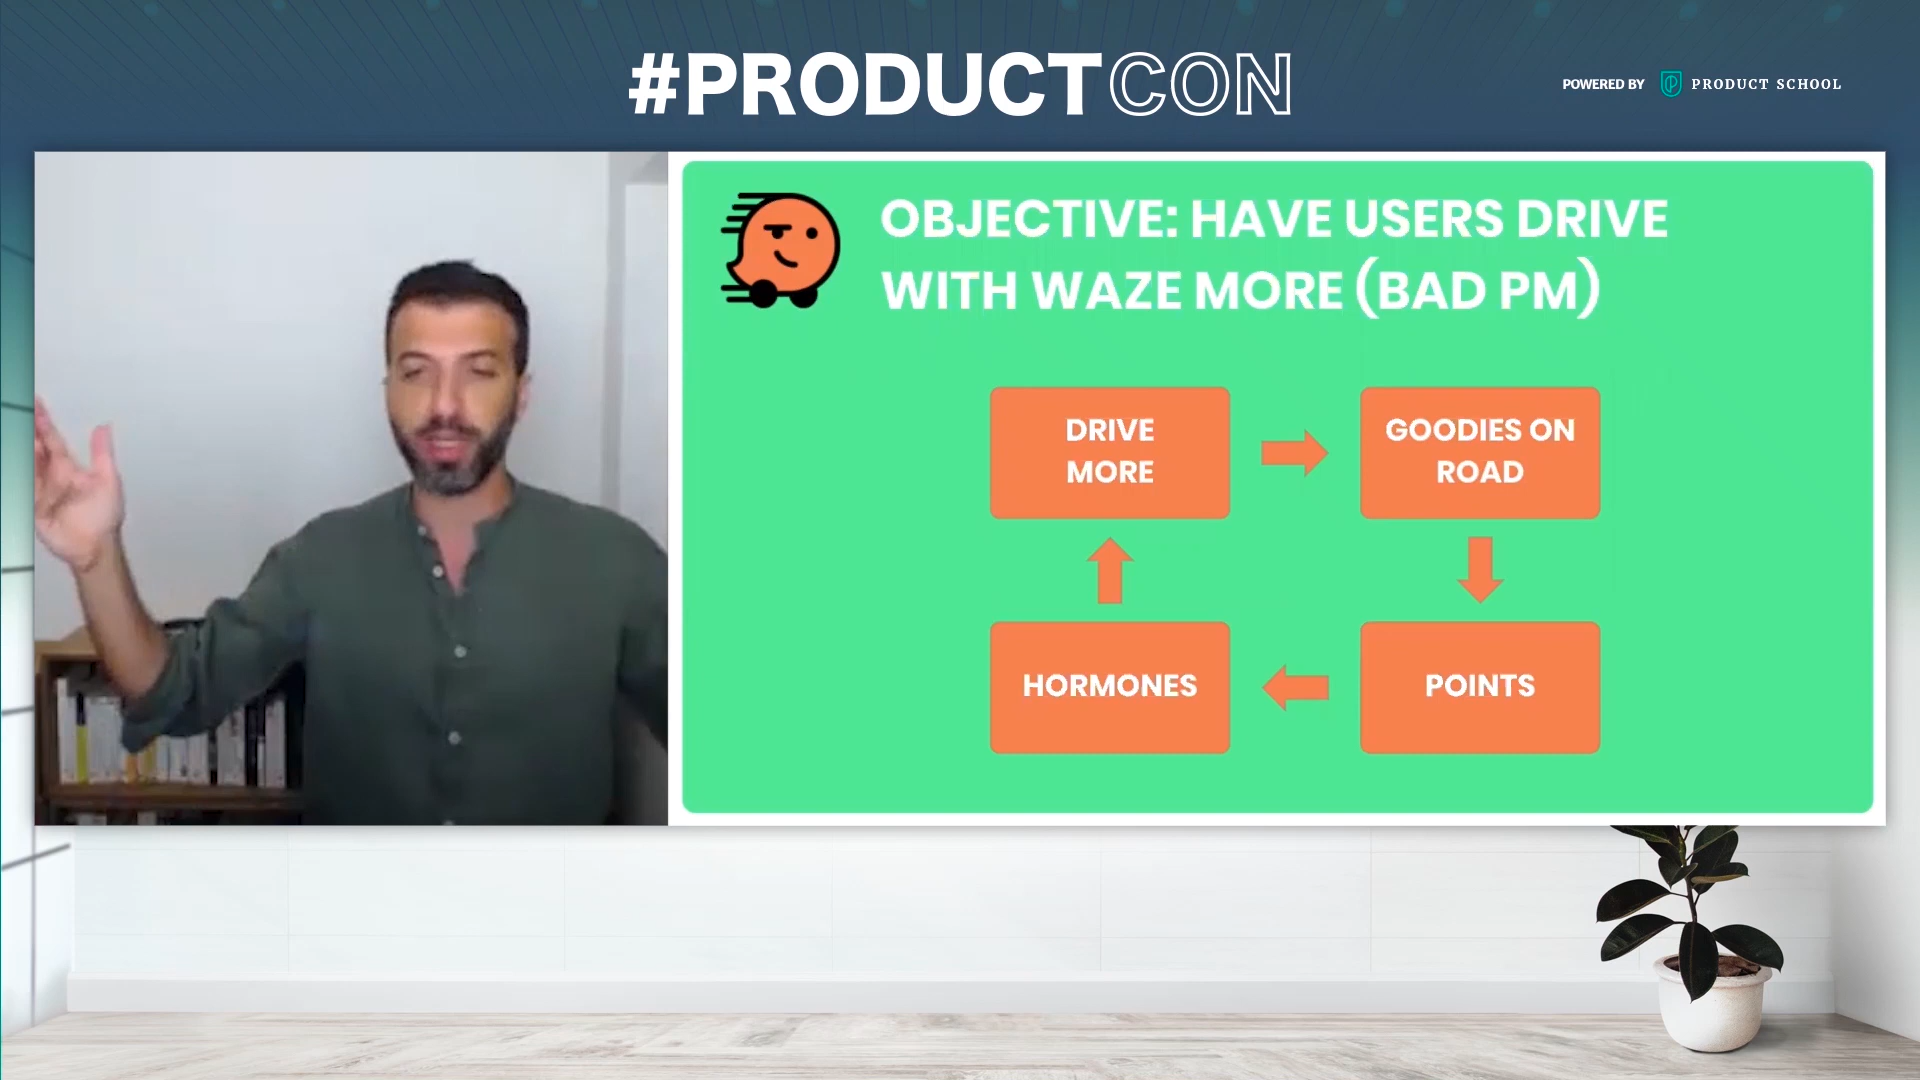 #PRODUCTCON
POWERED BY PRODUCT SCHOOL
OBJECTIVE: HAVE USERS DRIVE
WITH WAZE MORE (BAD PM)
DRIVE
MORE
GOODIES ON
ROAD
HORMONES
POINTS